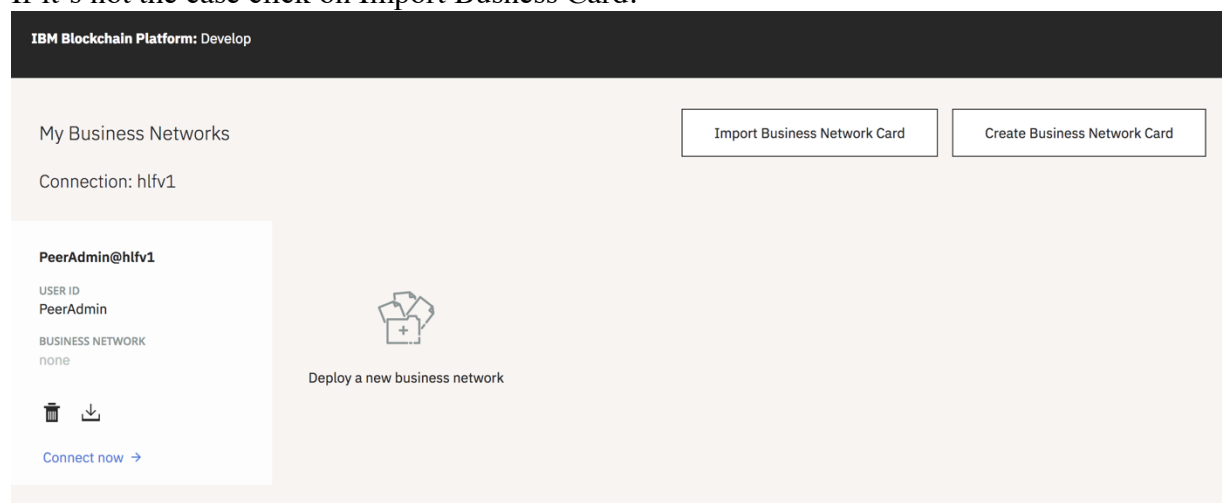 If it's not the case click on Import Business Card.
IBM Blockchain Platform: Develop
My Business Networks
Import Business Network Card
Create Business Network Card
Connection: hlfv1
PeerAdmin@hlfv1
USER ID
PeerAdmin
BUSINESS NETWORK
none
Deploy a new business network
Connect now →